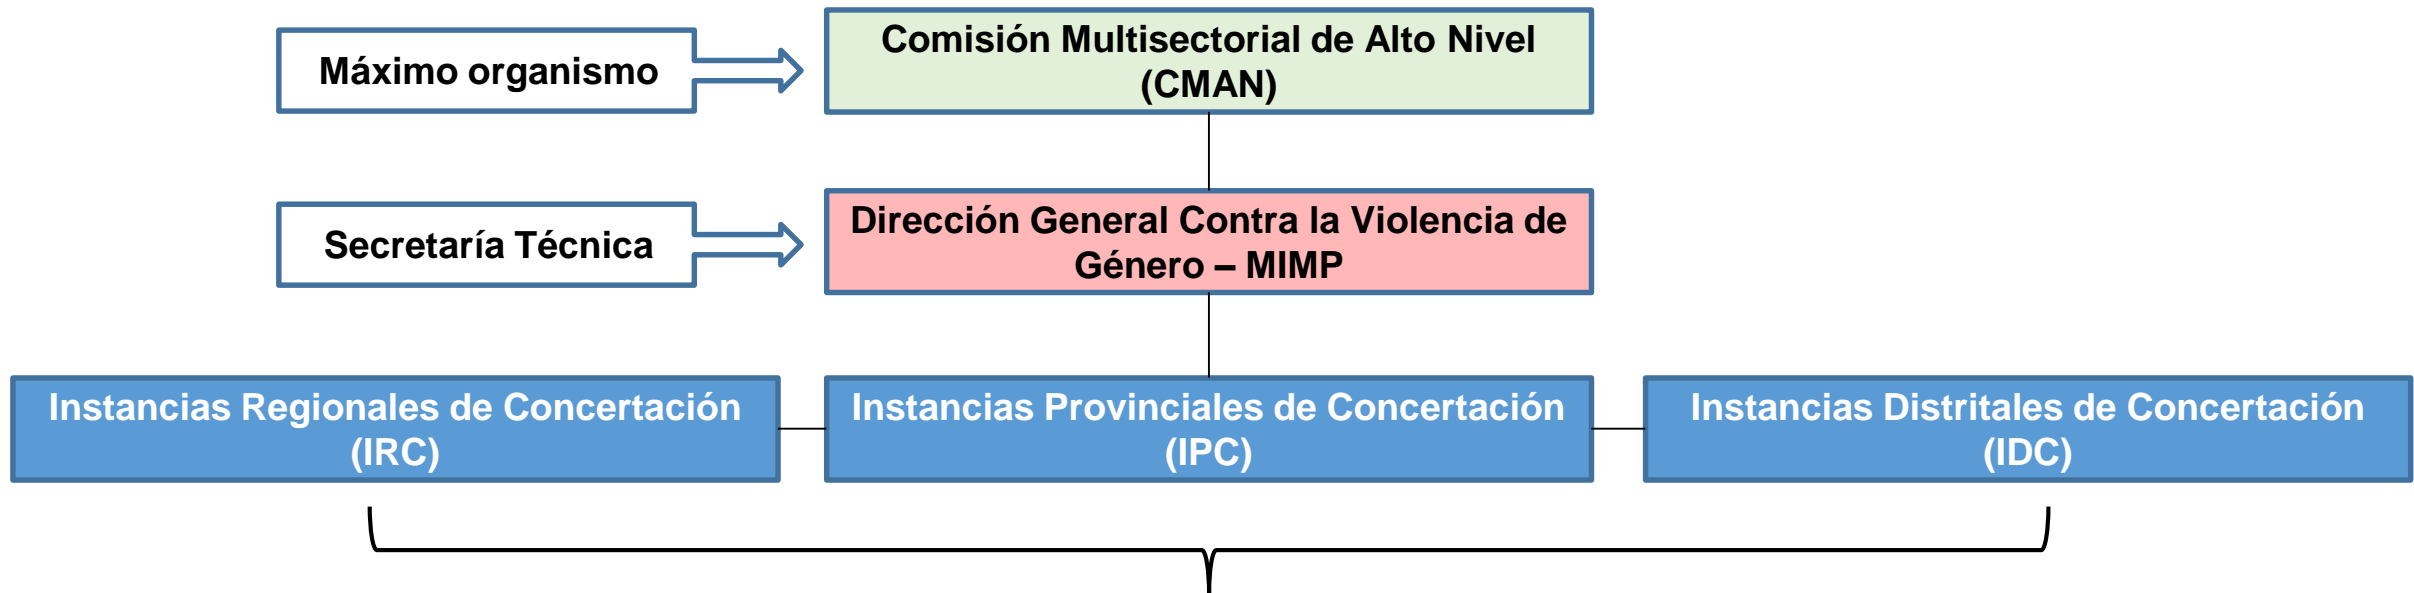 Máximo organismo
Comisión Multisectorial de Alto Nivel
(CMAN)
Secretaría Técnica
Dirección General Contra la Violencia de
Género – MIMP
Instancias Regionales de Concertación
(IRC)
Instancias Provinciales de Concertación
(IPC)
Instancias Distritales de Concertación
(IDC)